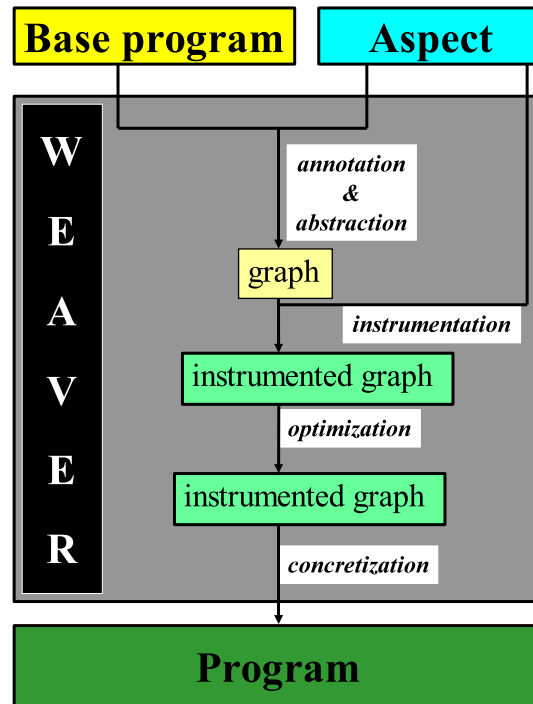 Base program
Aspect
W
E
A
V
E
R
annotation
&
abstraction
graph
instrumentation
instrumented graph
optimization
instrumented graph
concretization
Program